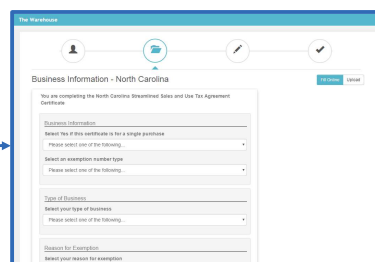 The Warehouse
Business Information - North Carolina
Fill Online Upload
You are completing the North Carolina Streamlined Sales and Use Tax Agreement
Certificate
Business Information
Select Yes if this certificate is for a single purchase
Please select one of the following...
Select an exemption number type
Please select one of the following...
Type of Business
Select your type of business
Please select one of the following...
Reason for Exemption
Select your reason for exemption